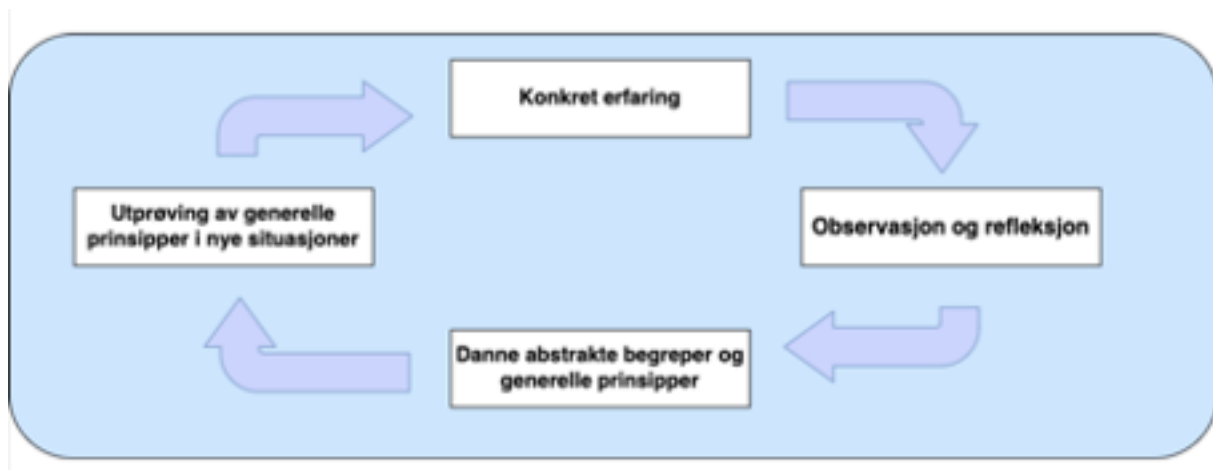 Konkret erfaring
Observasjon og refleksjon
Danne abstrakte begreper og
generelle prinsipper
Utprøving av generelle
prinsipper i nye situasjoner